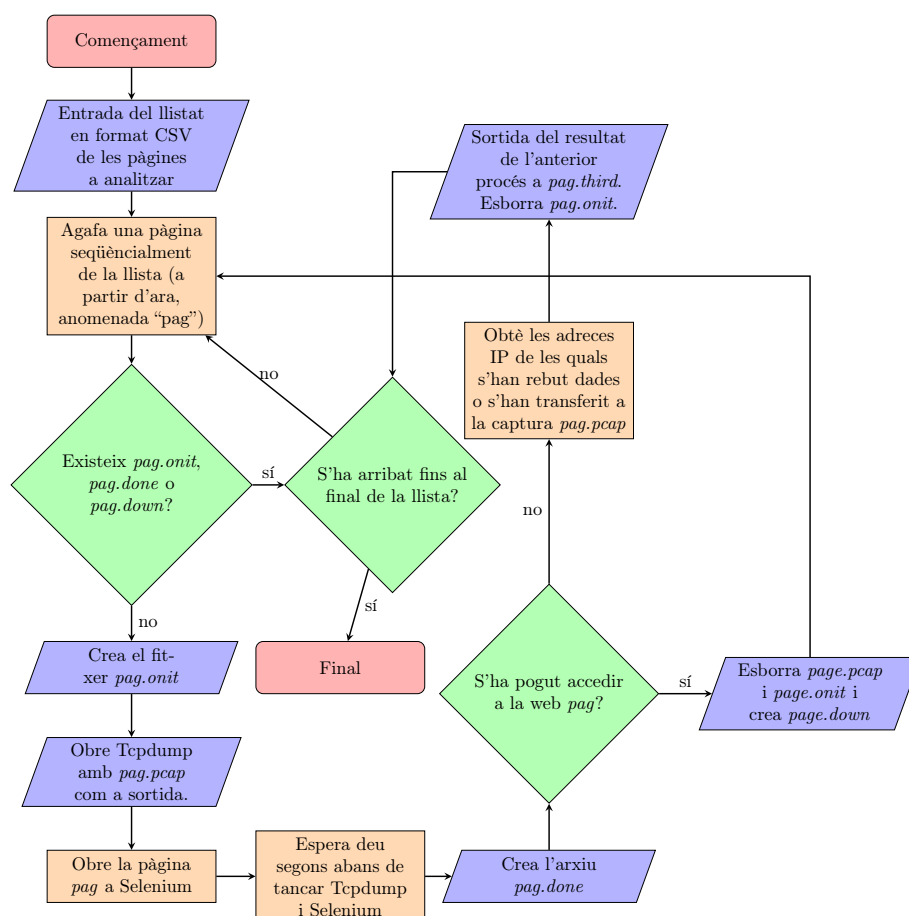 Començament
Entrada del llistat
en format CSV
de les pàgines
a analitzar
Agafa una pàgina
seqüèncialment
de la llista (a
partir d'ara,
anomenada “pag”)
Existeix pag.onit,
pag.done o
pag.down?
sí
no
S'ha arribat fins al
final de la llista?
no
sí
Final
Crea el fit-
xer pag.onit
Obre Tcpdump
amb pag.pcap
com a sortida.
Obre la pàgina
pag a Selenium
Espera deu
segons abans de
tancar Tcpdump
i Selenium
Crea l'arxiu
pag.done
S'ha pogut accedir
a la web pag?
sí
no
Esborra page.pcap
i page.onit i
crea page.down
Obtè les adreces
IP de les quals
s'han rebut dades
o s'han transferit a
la captura pag.pcap
Sortida del resultat
de l'anterior
procés a pag.third.
Esborra pag.onit.